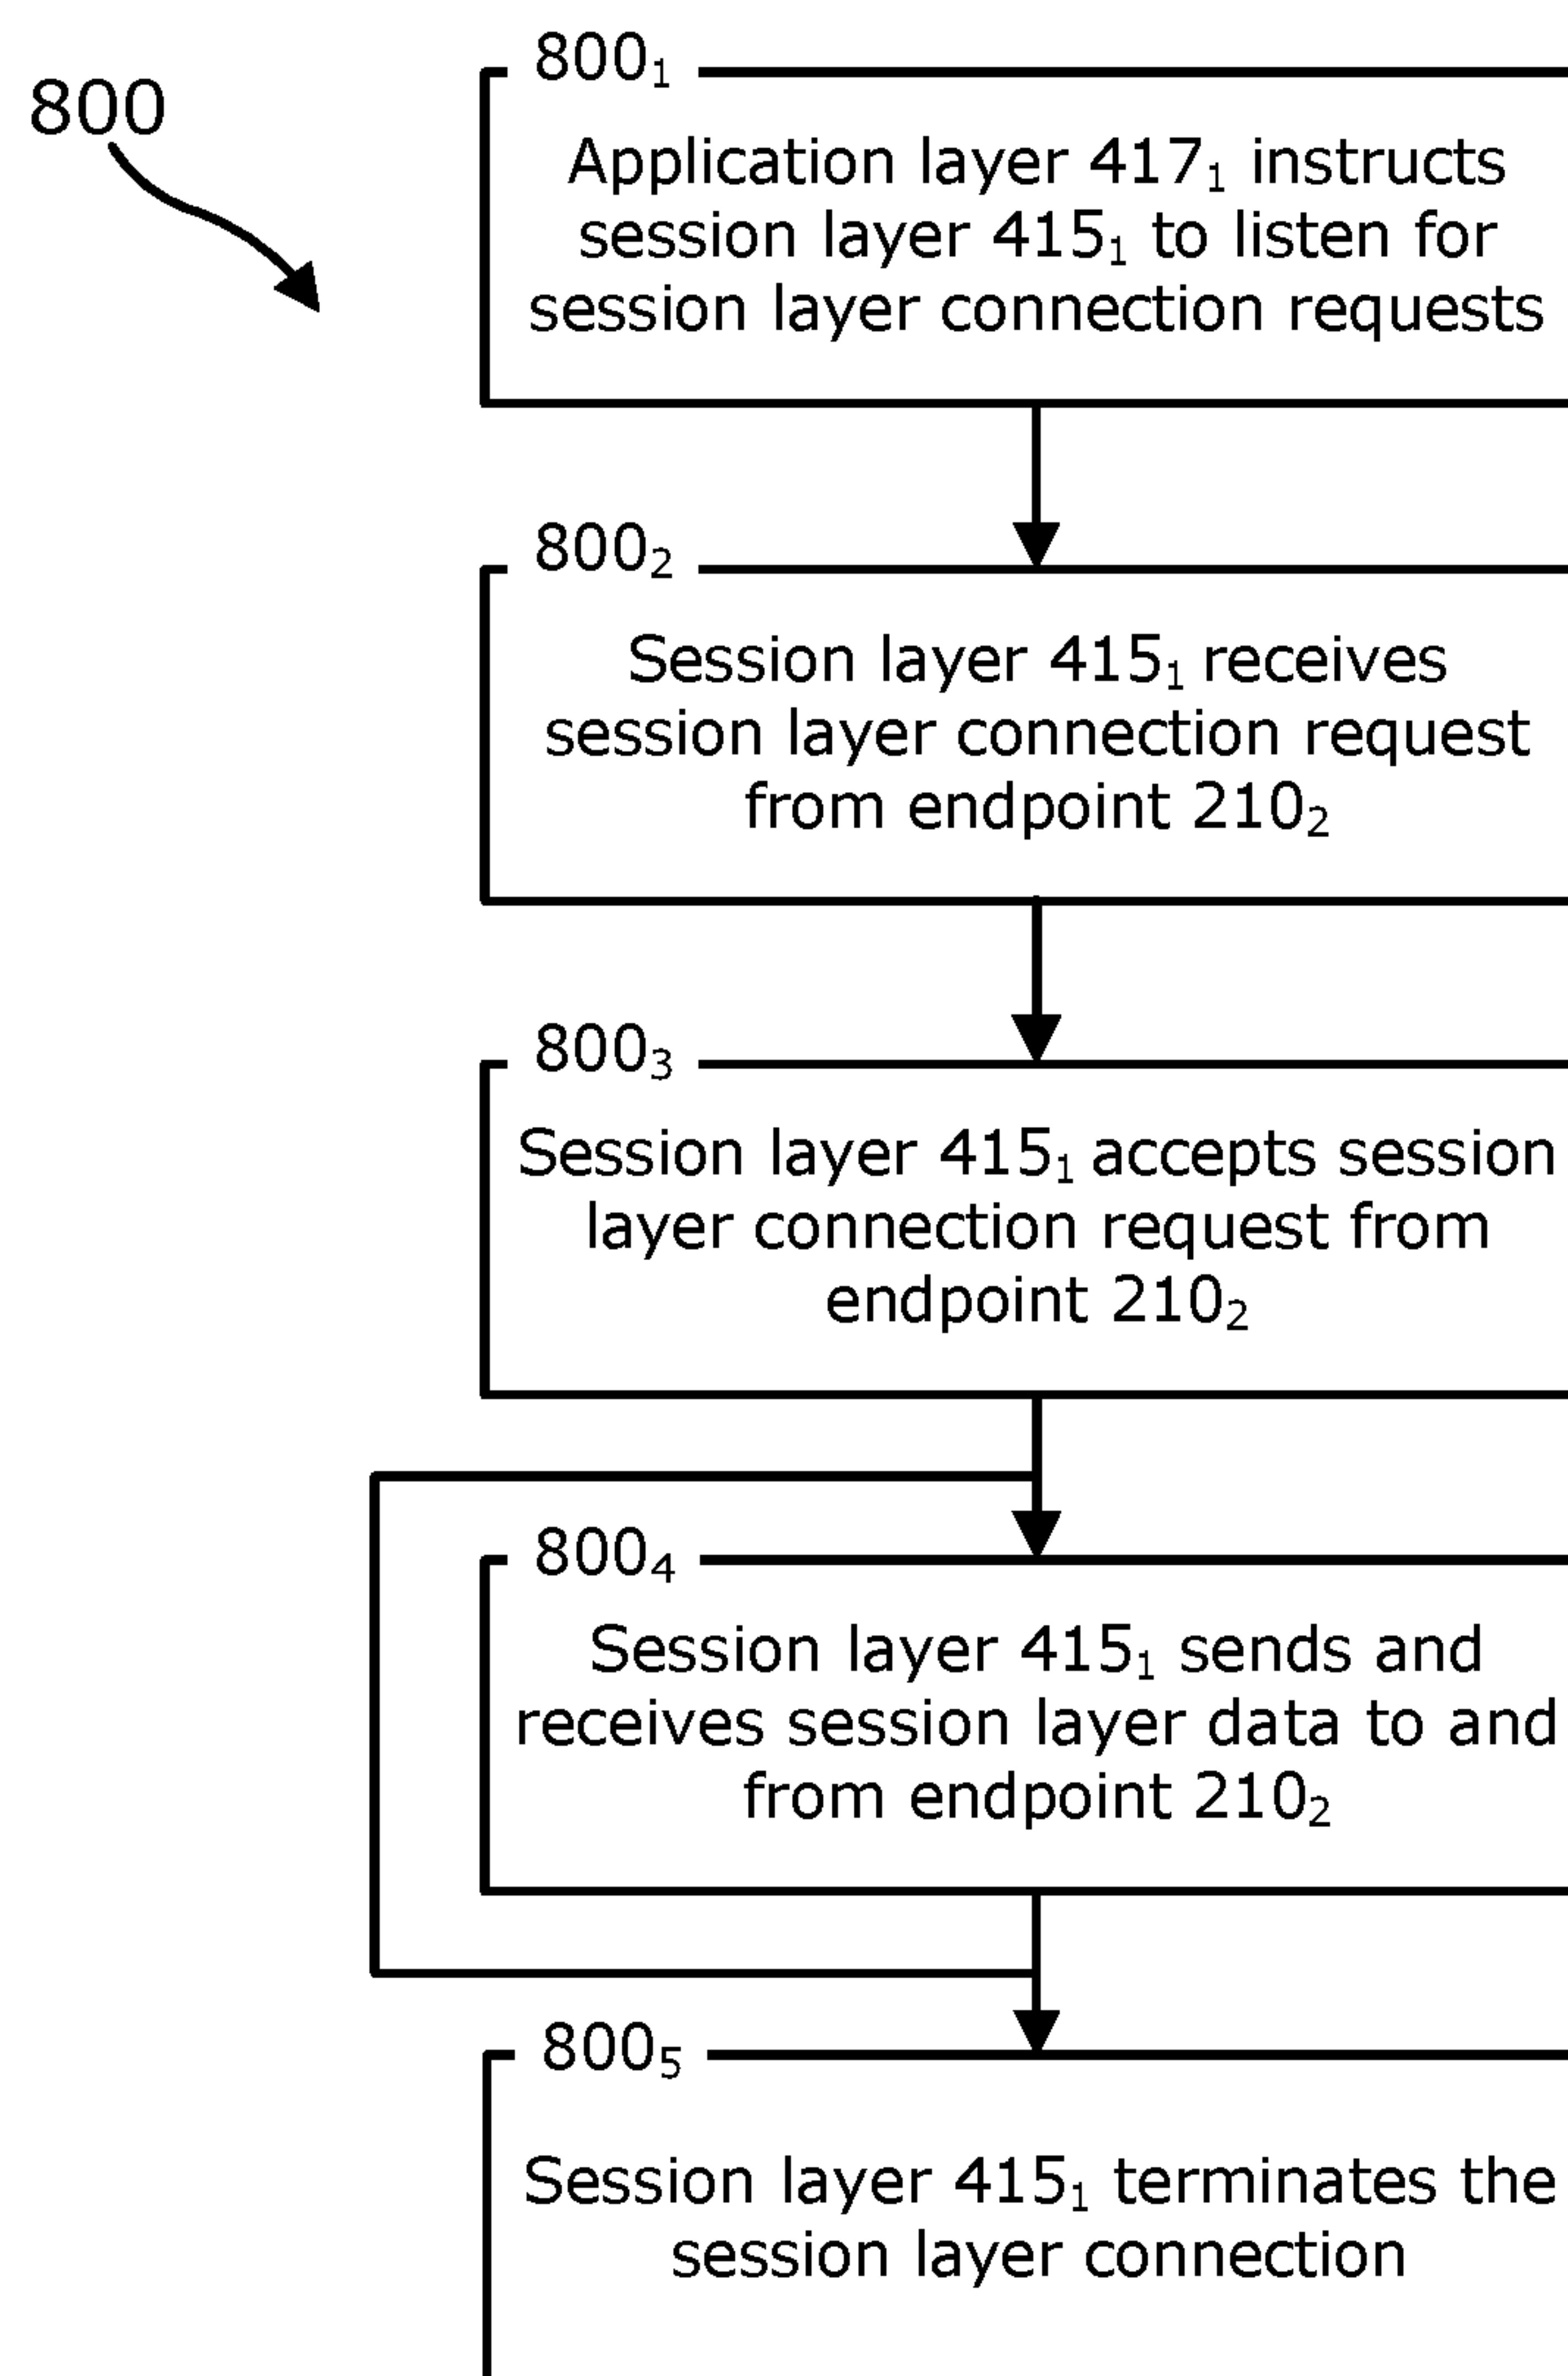 800
800₁
Application layer 417₁ instructs
session layer 415₁ to listen for
session layer connection requests
800₂
Session layer 415₁ receives
session layer connection request
from endpoint 210₂
800₃
Session layer 415₁ accepts session
layer connection request from
endpoint 210₂
800₄
Session layer 415₁ sends and
receives session layer data to and
from endpoint 210₂
800₅
Session layer 415₁ terminates the
session layer connection